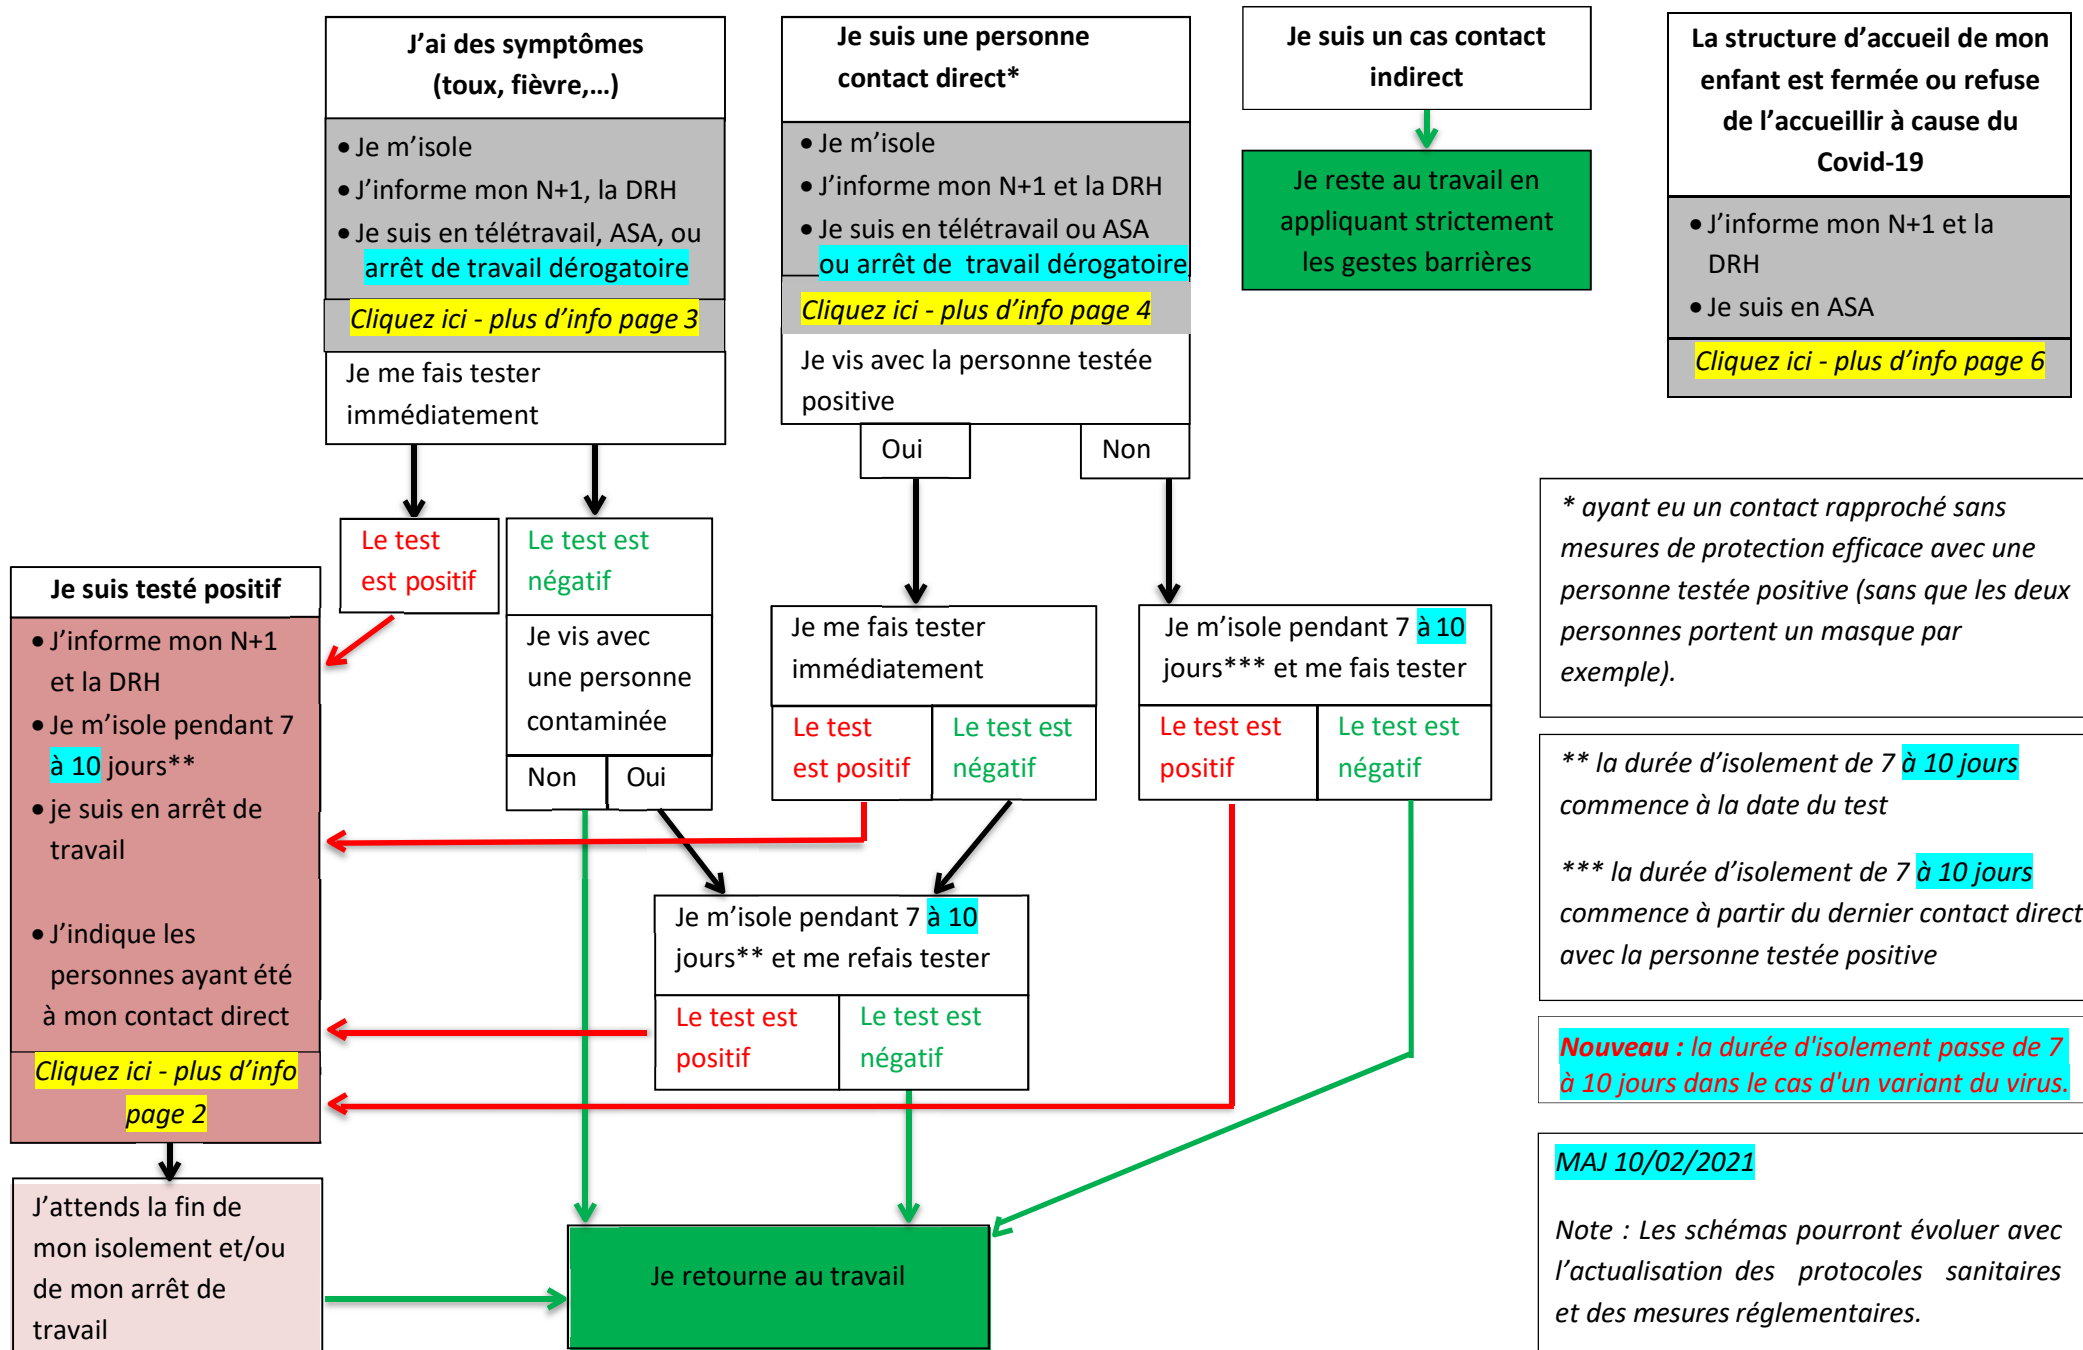 J’ai des symptômes
(toux, fièvre,…)
• Je m’isole
• J’informe mon N+1, la DRH
• Je suis en télétravail, ASA, ou
arrêt de travail dérogatoire
Cliquez ici - plus d’info page 3
Je me fais tester
immédiatement
Je suis une personne
contact direct*
• Je m’isole
• J’informe mon N+1 et la DRH
• Je suis en télétravail ou ASA
ou arrêt de travail dérogatoire
Cliquez ici - plus d’info page 4
Je vis avec la personne testée
positive
Oui
Non
Je suis un cas contact
indirect
Je reste au travail en
appliquant strictement
les gestes barrières
La structure d’accueil de mon
enfant est fermée ou refuse
de l’accueillir à cause du
Covid-19
• J’informe mon N+1 et la
DRH
• Je suis en ASA
Cliquez ici - plus d’info page 6
Le test
est positif
Le test est
négatif
Je vis avec
une personne
contaminée
Non
Oui
Je me fais tester
immédiatement
Le test
est positif
Le test est
négatif
Je m’isole pendant 7 à 10
jours*** et me fais tester
Le test est
positif
Le test est
négatif
Je suis testé positif
• J’informe mon N+1
et la DRH
• Je m’isole pendant 7
à 10 jours**
• je suis en arrêt de
travail
• J’indique les
personnes ayant été
à mon contact direct
Cliquez ici - plus d’info
page 2
Je m’isole pendant 7 à 10
jours** et me refais tester
Le test est
positif
Le test est
négatif
J’attends la fin de
mon isolement et/ou
de mon arrêt de
travail
Je retourne au travail
* ayant eu un contact rapproché sans
mesures de protection efficace avec une
personne testée positive (sans que les deux
personnes portent un masque par
exemple).
** la durée d’isolement de 7 à 10 jours
commence à la date du test
*** la durée d’isolement de 7 à 10 jours
commence à partir du dernier contact direct
avec la personne testée positive
Nouveau : la durée d'isolement passe de 7
à 10 jours dans le cas d'un variant du virus.
MAJ 10/02/2021
Note : Les schémas pourront évoluer avec
l’actualisation des protocoles sanitaires
et des mesures réglementaires.